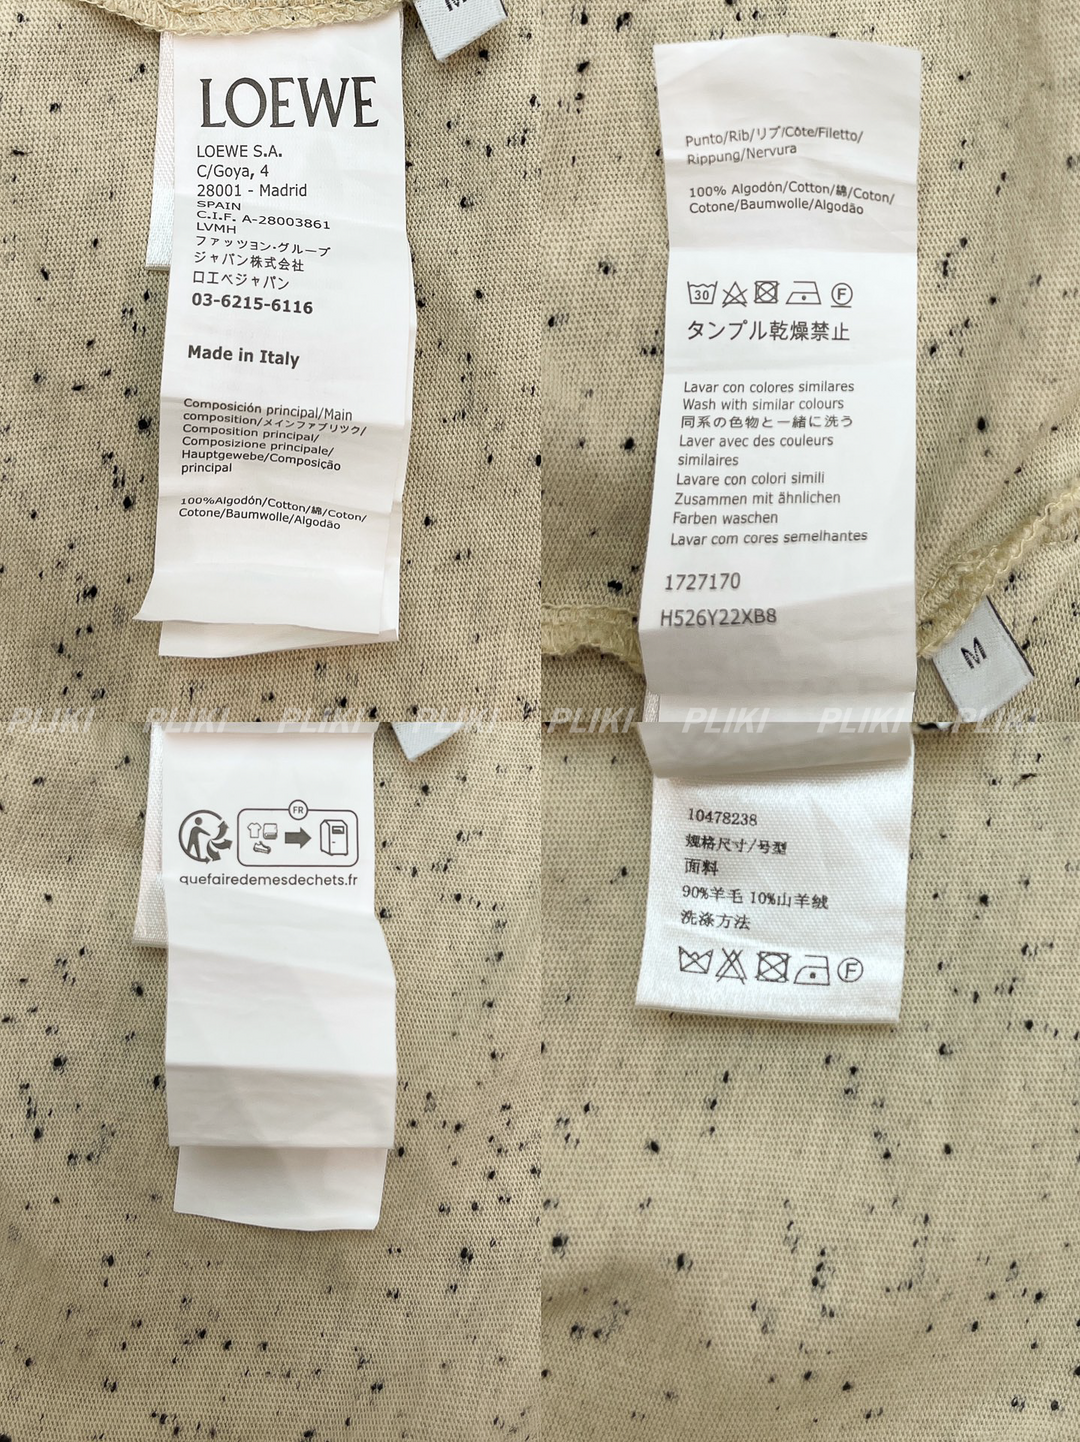 LOEWE
LOEWE S.A.
C/Goya, 4
28001 - Madrid
SPAIN
C.I.F. A-28003861
LVMH
ファッツョン·グループ
ジャパン株式会社
ロエベジャパン
03-6215-6116
Made in Italy
Composición principal/Main
composition/メインファブリック/
Composition principal/
Composizione principale/
Hauptgewebe/Composição
principal
100%Algodón/Cotton/綿/Coton/
Cotone/Baumwolle/Algodão
M
Punto/Rib/リブ/Côte/Filetto/
Rippung/Nervura
100% Algodón/Cotton/綿/Coton/
Cotone/Baumwolle/Algodão
30 F
タンプル乾燥禁止
Lavar con colores similares
Wash with similar colours
同系の色物と一緒に洗う
Laver avec des couleurs
similaires
Lavare con colori simili
Zusammen mit ähnlichen
Farben waschen
Lavar com cores semelhantes
1727170
H526Y22XB8
M
PLIKI PLIKI PLIKI PLIKI PLIKI PLIKI PLIKI PLIKI
FR
quefairedemesdechets.fr
10478238
规格尺寸/号型
面料
90%羊毛 10%山羊绒
洗涤方法
F